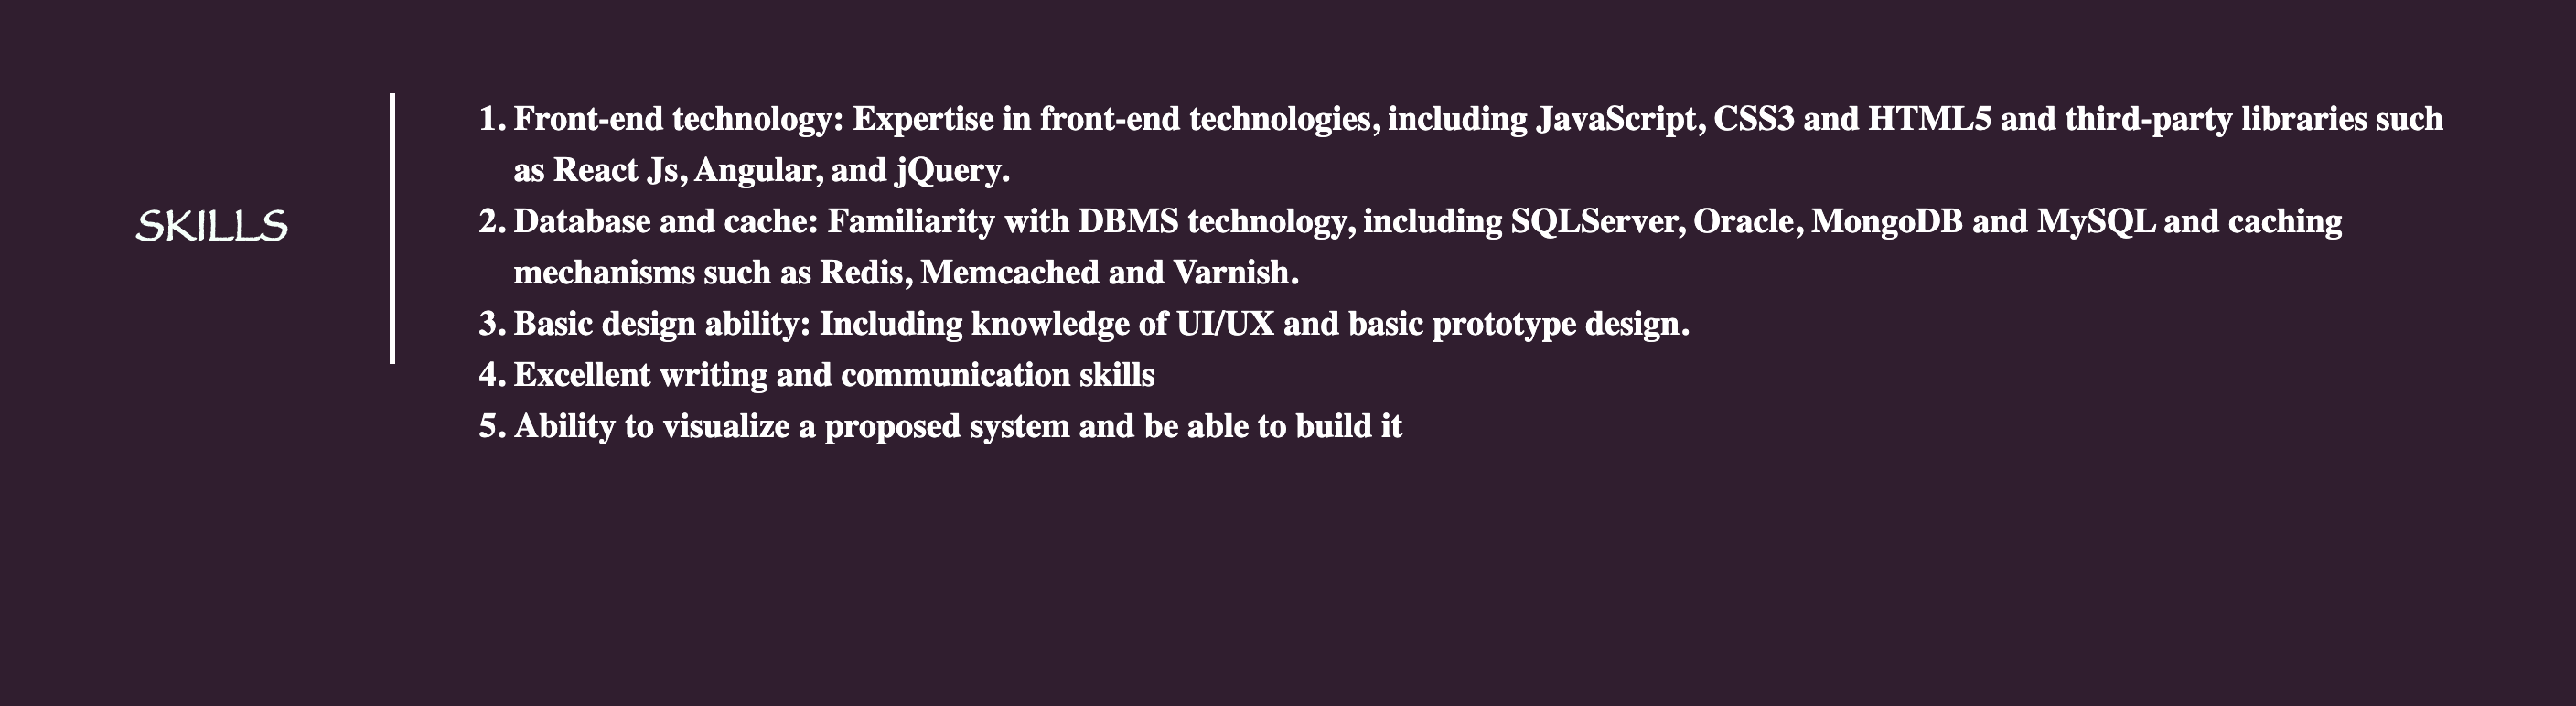 SKILLS
1. Front-end technology: Expertise in front-end technologies, including JavaScript, CSS3 and HTML5 and third-party libraries such
as React Js, Angular, and jQuery.
2. Database and cache: Familiarity with DBMS technology, including SQLServer, Oracle, MongoDB and MySQL and caching
mechanisms such as Redis, Memcached and Varnish.
3. Basic design ability: Including knowledge of UI/UX and basic prototype design.
4. Excellent writing and communication skills
5. Ability to visualize a proposed system and be able to build it